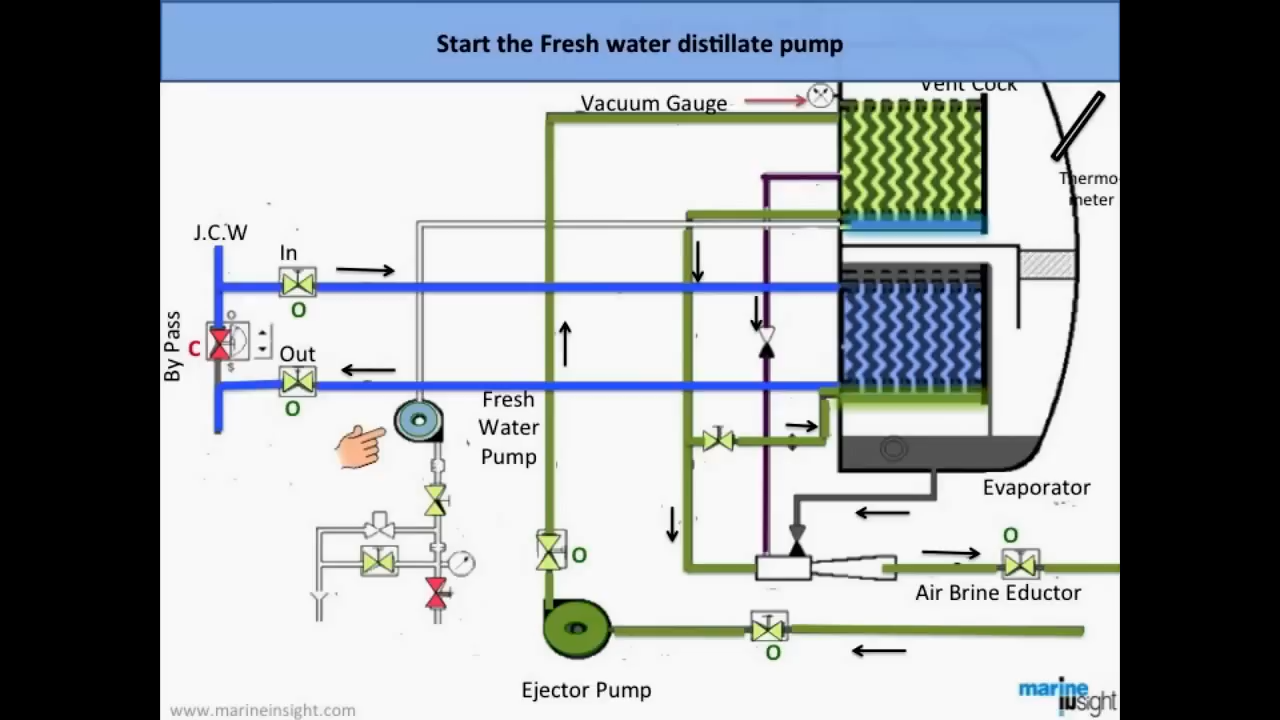 Start the Fresh water distillate pump
Vent Cock
Vacuum Gauge
Thermo-
meter
J.C.W
In
O
O
C
S
By Pass
Out
O
Fresh
Water
Pump
Evaporator
O
O
Air Brine Eductor
O
Ejector Pump
marine
insight
www.marineinsight.com